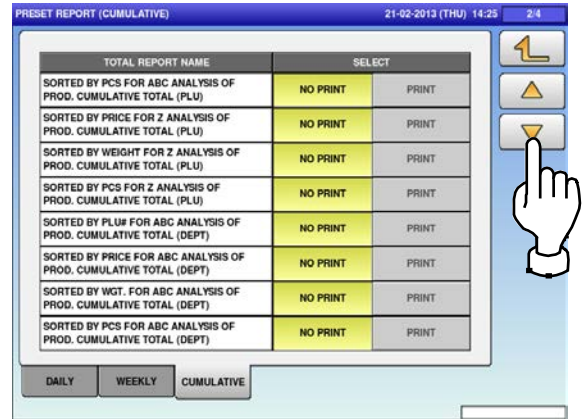 PRESET REPORT (CUMULATIVE) 21-02-2013 (THU) 14:25 2/4
TOTAL REPORT NAME SELECT
SORTED BY PCS FOR ABC ANALYSIS OF
PROD. CUMULATIVE TOTAL (PLU)
NO PRINT PRINT
SORTED BY PRICE FOR Z ANALYSIS OF
PROD. CUMULATIVE TOTAL (PLU)
NO PRINT PRINT
SORTED BY WEIGHT FOR Z ANALYSIS OF
PROD. CUMULATIVE TOTAL (PLU)
NO PRINT PRINT
SORTED BY PCS FOR Z ANALYSIS OF
PROD. CUMULATIVE TOTAL (PLU)
NO PRINT PRINT
SORTED BY PLU# FOR ABC ANALYSIS OF
PROD. CUMULATIVE TOTAL (DEPT)
NO PRINT PRINT
SORTED BY PRICE FOR ABC ANALYSIS OF
PROD. CUMULATIVE TOTAL (DEPT)
NO PRINT PRINT
SORTED BY WGT. FOR ABC ANALYSIS OF
PROD. CUMULATIVE TOTAL (DEPT)
NO PRINT PRINT
SORTED BY PCS FOR ABC ANALYSIS OF
PROD. CUMULATIVE TOTAL (DEPT)
NO PRINT PRINT
DAILY WEEKLY CUMULATIVE